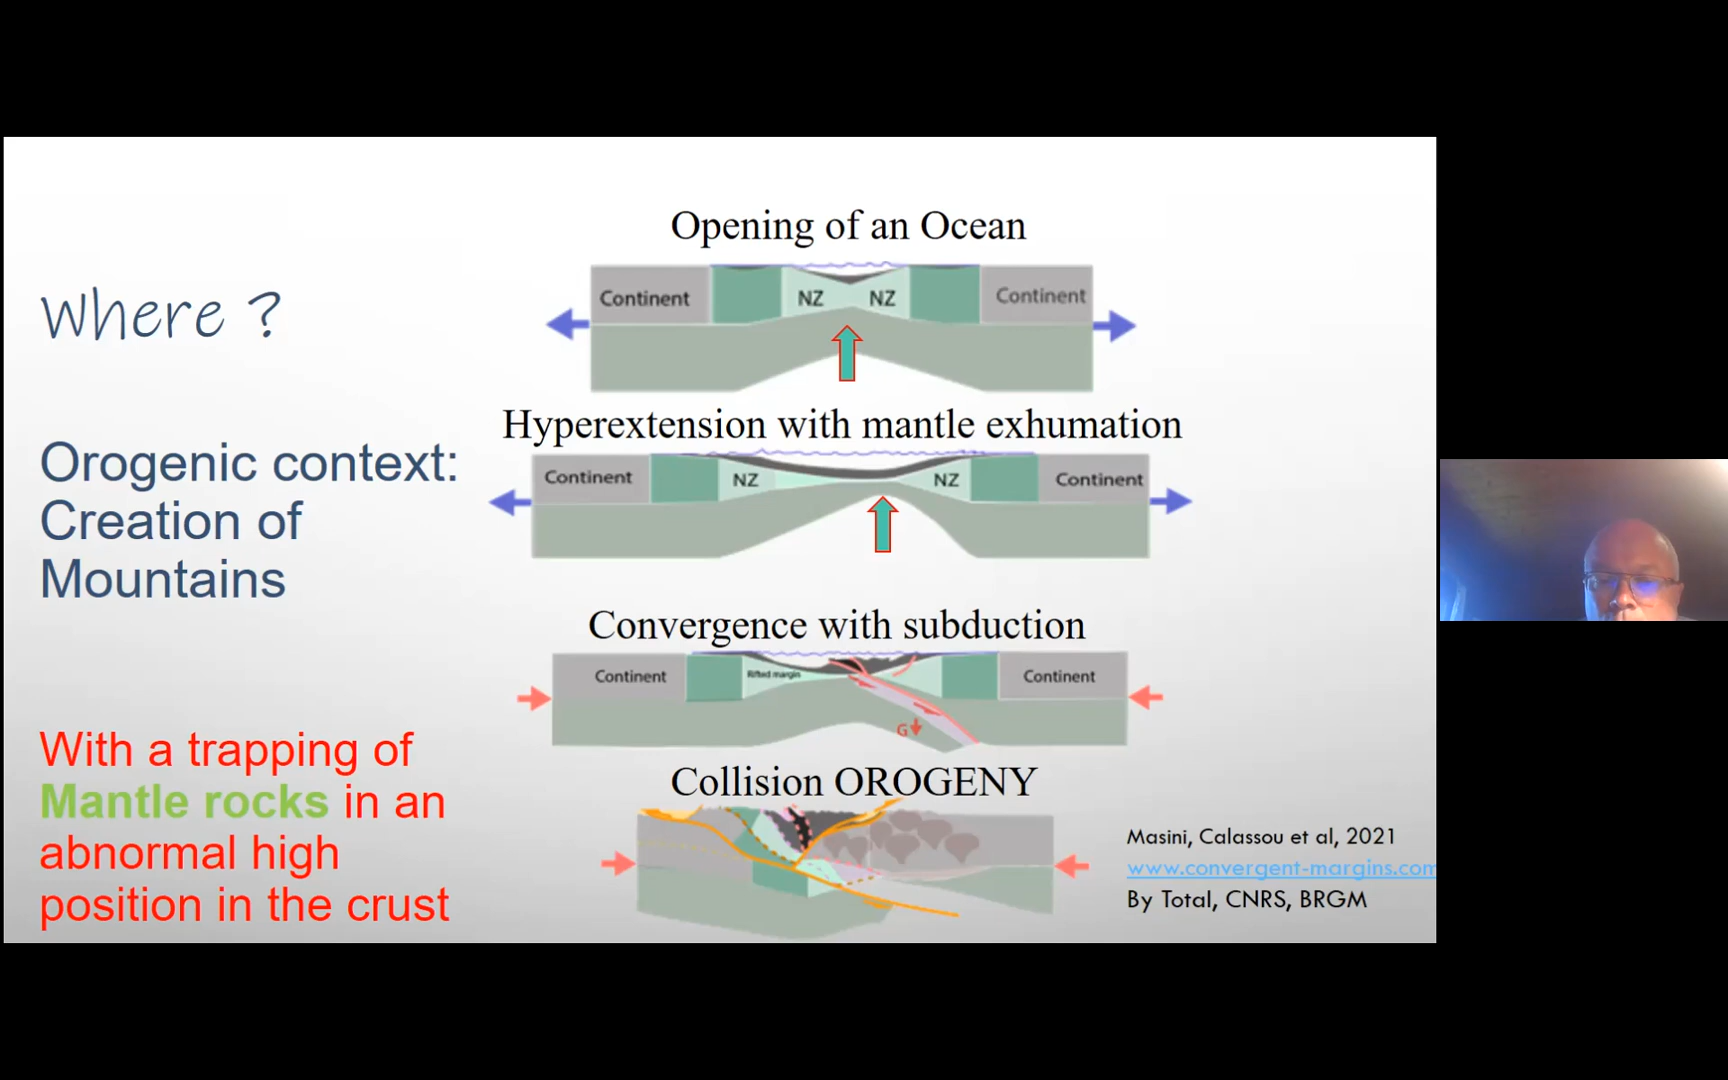 Where ?
Orogenic context:
Creation of
Mountains
With a trapping of
Mantle rocks in an
abnormal high
position in the crust
Opening of an Ocean
Continent
NZ
NZ
Continent
Hyperextension with mantle exhumation
Continent
NZ
NZ
Continent
Convergence with subduction
Continent
Rifted margin
G
Continent
Collision OROGENY
Masini, Calassou et al, 2021
www.convergent-margins.com
By Total, CNRS, BRGM